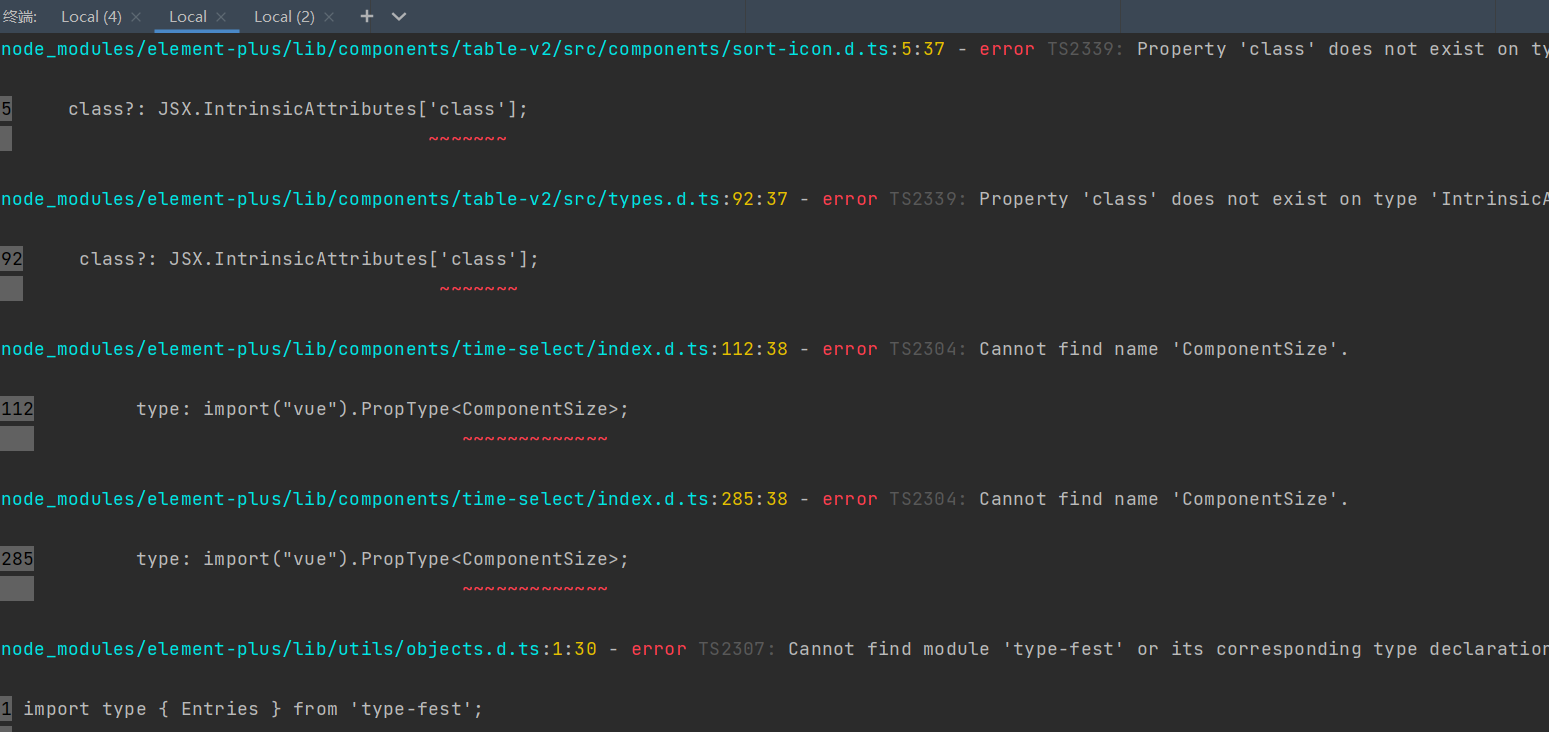 终端: Local (4) × Local × Local (2) × +
node_modules/element-plus/lib/components/table-v2/src/components/sort-icon.d.ts:5:37 - error TS2339: Property 'class' does not exist on ty
5 class?: JSX.IntrinsicAttributes['class'];
~~~~~~~
node_modules/element-plus/lib/components/table-v2/src/types.d.ts:92:37 - error TS2339: Property 'class' does not exist on type 'IntrinsicA
92 class?: JSX.IntrinsicAttributes['class'];
~~~~~~~
node_modules/element-plus/lib/components/time-select/index.d.ts:112:38 - error TS2304: Cannot find name 'ComponentSize'.
112 type: import("vue").PropType<ComponentSize>;
~~~~~~~~~~~~~
node_modules/element-plus/lib/components/time-select/index.d.ts:285:38 - error TS2304: Cannot find name 'ComponentSize'.
285 type: import("vue").PropType<ComponentSize>;
~~~~~~~~~~~~~
node_modules/element-plus/lib/utils/objects.d.ts:1:30 - error TS2307: Cannot find module 'type-fest' or its corresponding type declaration
1 import type { Entries } from 'type-fest';